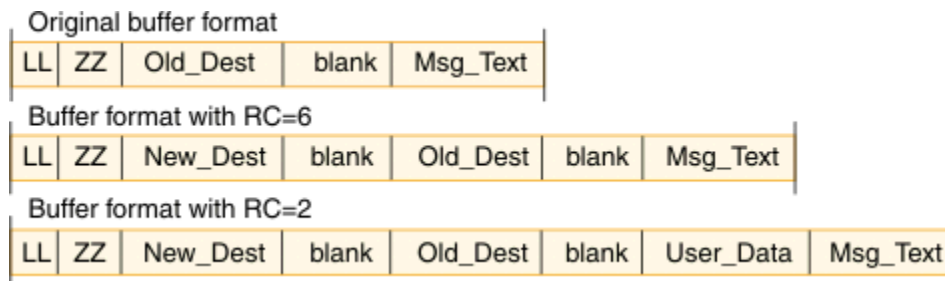 Original buffer format
LL ZZ Old_Dest blank Msg_Text
Buffer format with RC=6
LL ZZ New_Dest blank Old_Dest blank Msg_Text
Buffer format with RC=2
LL ZZ New_Dest blank Old_Dest blank User_Data Msg_Text